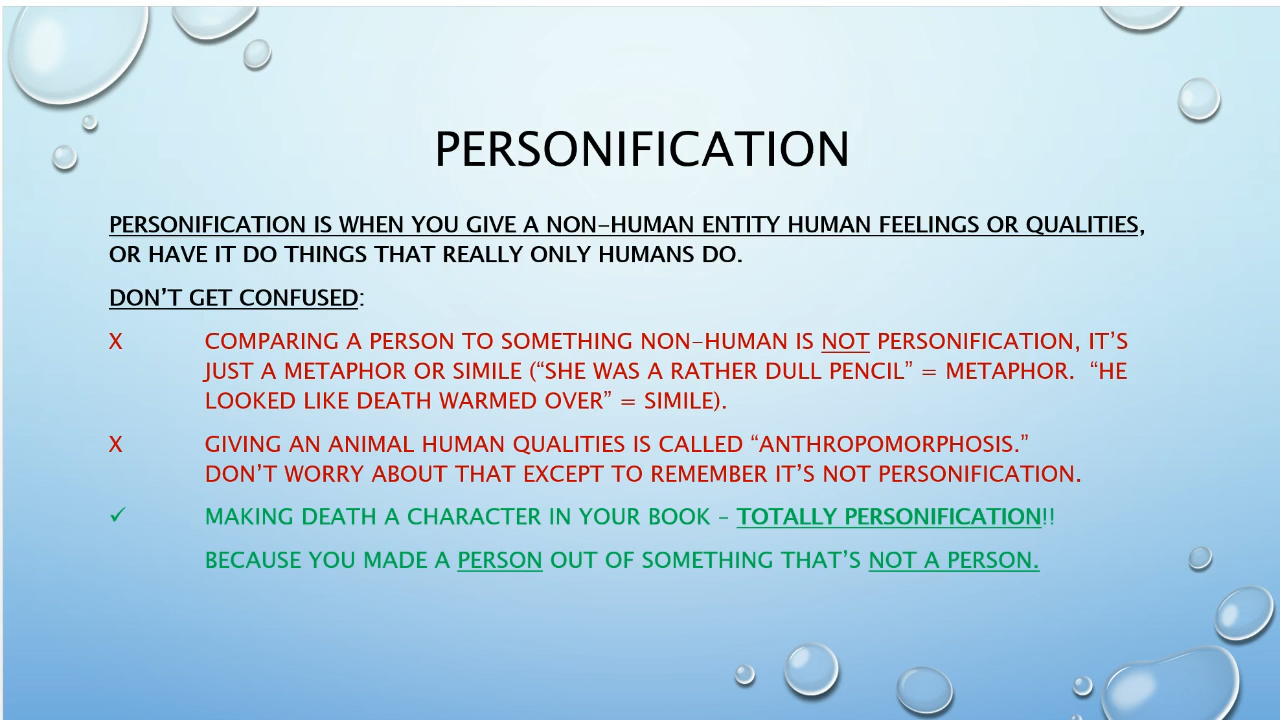 PERSONIFICATION
PERSONIFICATION IS WHEN YOU GIVE A NON-HUMAN ENTITY HUMAN FEELINGS OR QUALITIES,
OR HAVE IT DO THINGS THAT REALLY ONLY HUMANS DO.
DON'T GET CONFUSED:
X COMPARING A PERSON TO SOMETHING NON-HUMAN IS NOT PERSONIFICATION, IT'S
JUST A METAPHOR OR SIMILE (“SHE WAS A RATHER DULL PENCIL” = METAPHOR. “HE
LOOKED LIKE DEATH WARMED OVER” = SIMILE).
X GIVING AN ANIMAL HUMAN QUALITIES IS CALLED “ANTHROPOMORPHOSIS.”
DON'T WORRY ABOUT THAT EXCEPT TO REMEMBER IT'S NOT PERSONIFICATION.
✓ MAKING DEATH A CHARACTER IN YOUR BOOK – TOTALLY PERSONIFICATION!!
BECAUSE YOU MADE A PERSON OUT OF SOMETHING THAT'S NOT A PERSON.